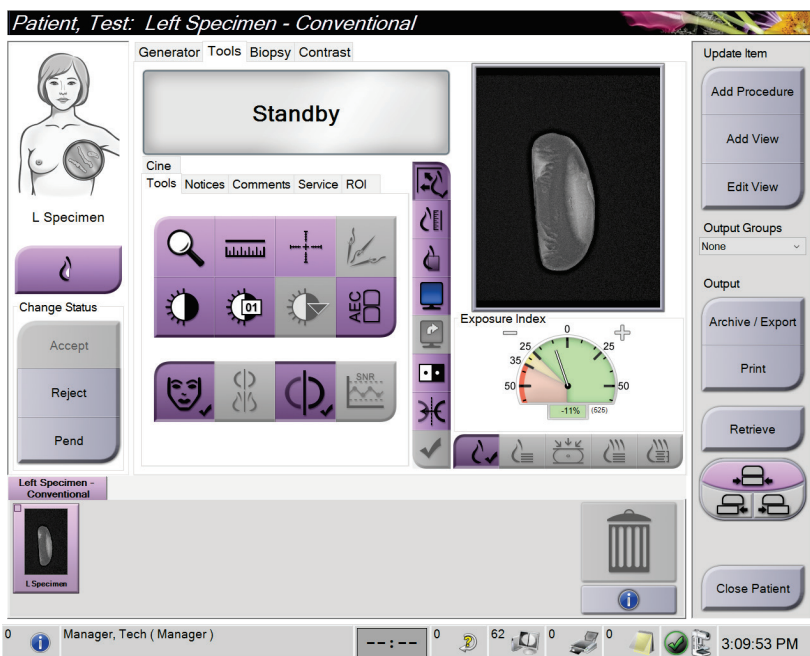 Patient, Test: Left Specimen - Conventional
Generator Tools Biopsy Contrast
Standby
Cine
Tools Notices Comments Service ROI
01
AEC
SNR
L Specimen
Change Status
Accept
Reject
Pend
Exposure Index
0
25 25
35
50 50
-11% (626)
Update Item
Add Procedure
Add View
Edit View
Output Groups
None
Output
Archive / Export
Print
Retrieve
Close Patient
Left Specimen -
Conventional
L Specimen
0 Manager, Tech ( Manager ) --:-- 0 62 0 0 3:09:53 PM